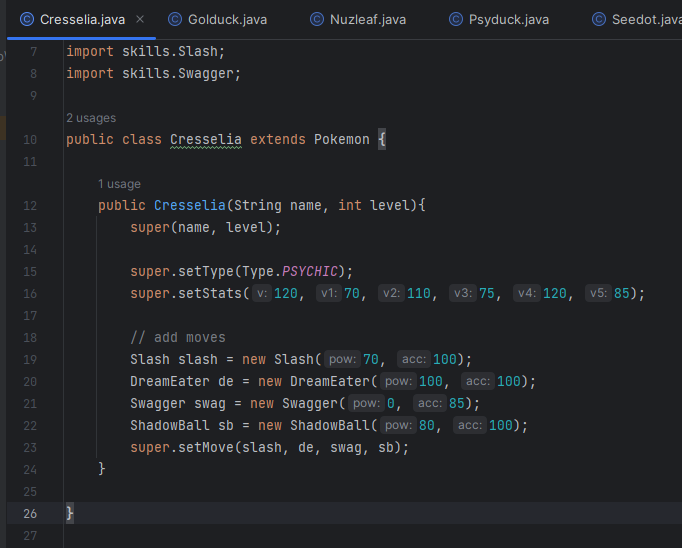 Cresselia.java × Golduck.java Nuzleaf.java Psyduck.java Seedot.java
7 import skills.Slash;
8 import skills.Swagger;
9
2 usages
10 public class Cresselia extends Pokemon {
11
1 usage
12 public Cresselia(String name, int level){
13 super(name, level);
14
15 super.setType(Type.PSYCHIC);
16 super.setStats( v: 120, v1: 70, v2: 110, v3: 75, v4: 120, v5: 85);
17
18 // add moves
19 Slash slash = new Slash( pow: 70, acc: 100);
20 DreamEater de = new DreamEater( pow: 100, acc: 100);
21 Swagger swag = new Swagger( pow: 0, acc: 85);
22 ShadowBall sb = new ShadowBall( pow: 80, acc: 100);
23 super.setMove(slash, de, swag, sb);
24 }
25
26 }
27